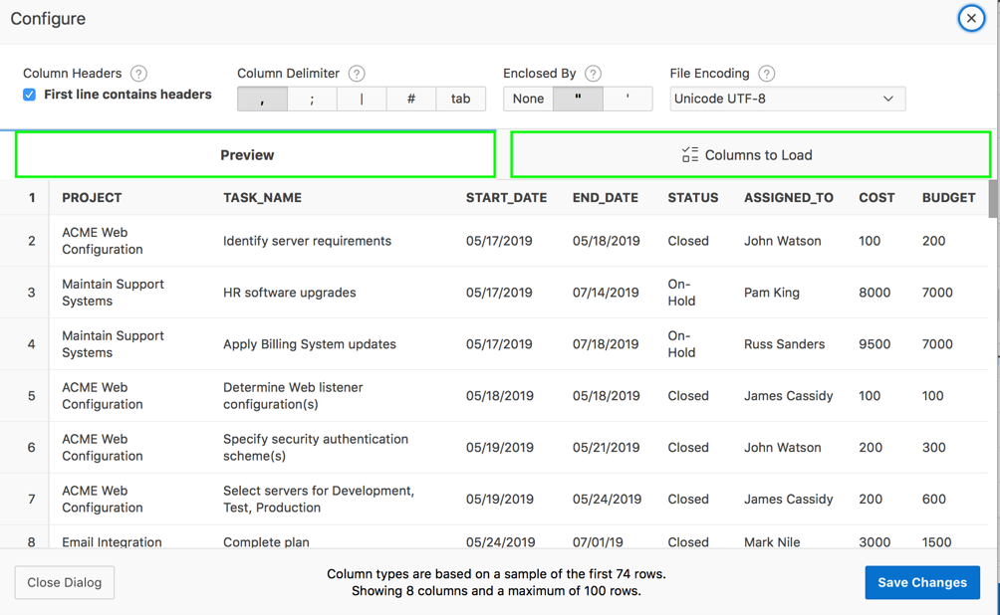 Configure
Column Headers ?
First line contains headers
Column Delimiter ?
, ; | # tab
Enclosed By ?
None " '
File Encoding ?
Unicode UTF-8
Preview
Columns to Load
1 PROJECT TASK_NAME START_DATE END_DATE STATUS ASSIGNED_TO COST BUDGET
2 ACME Web Configuration Identify server requirements 05/17/2019 05/18/2019 Closed John Watson 100 200
3 Maintain Support Systems HR software upgrades 05/17/2019 07/14/2019 On-Hold Pam King 8000 7000
4 Maintain Support Systems Apply Billing System updates 05/17/2019 07/18/2019 On-Hold Russ Sanders 9500 7000
5 ACME Web Configuration Determine Web listener configuration(s) 05/18/2019 05/18/2019 Closed James Cassidy 100 100
6 ACME Web Configuration Specify security authentication scheme(s) 05/19/2019 05/21/2019 Closed John Watson 200 300
7 ACME Web Configuration Select servers for Development, Test, Production 05/19/2019 05/24/2019 Closed James Cassidy 200 600
8 Email Integration Complete plan 05/24/2019 07/01/19 Closed Mark Nile 3000 1500
Close Dialog
Column types are based on a sample of the first 74 rows.
Showing 8 columns and a maximum of 100 rows.
Save Changes